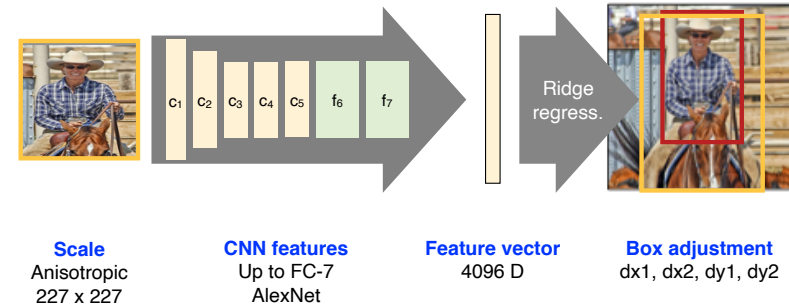 c1
c2
c3
c4
c5
f6
f7
Ridge
regress.
Scale
Anisotropic
227 x 227
CNN features
Up to FC-7
AlexNet
Feature vector
4096 D
Box adjustment
dx1, dx2, dy1, dy2